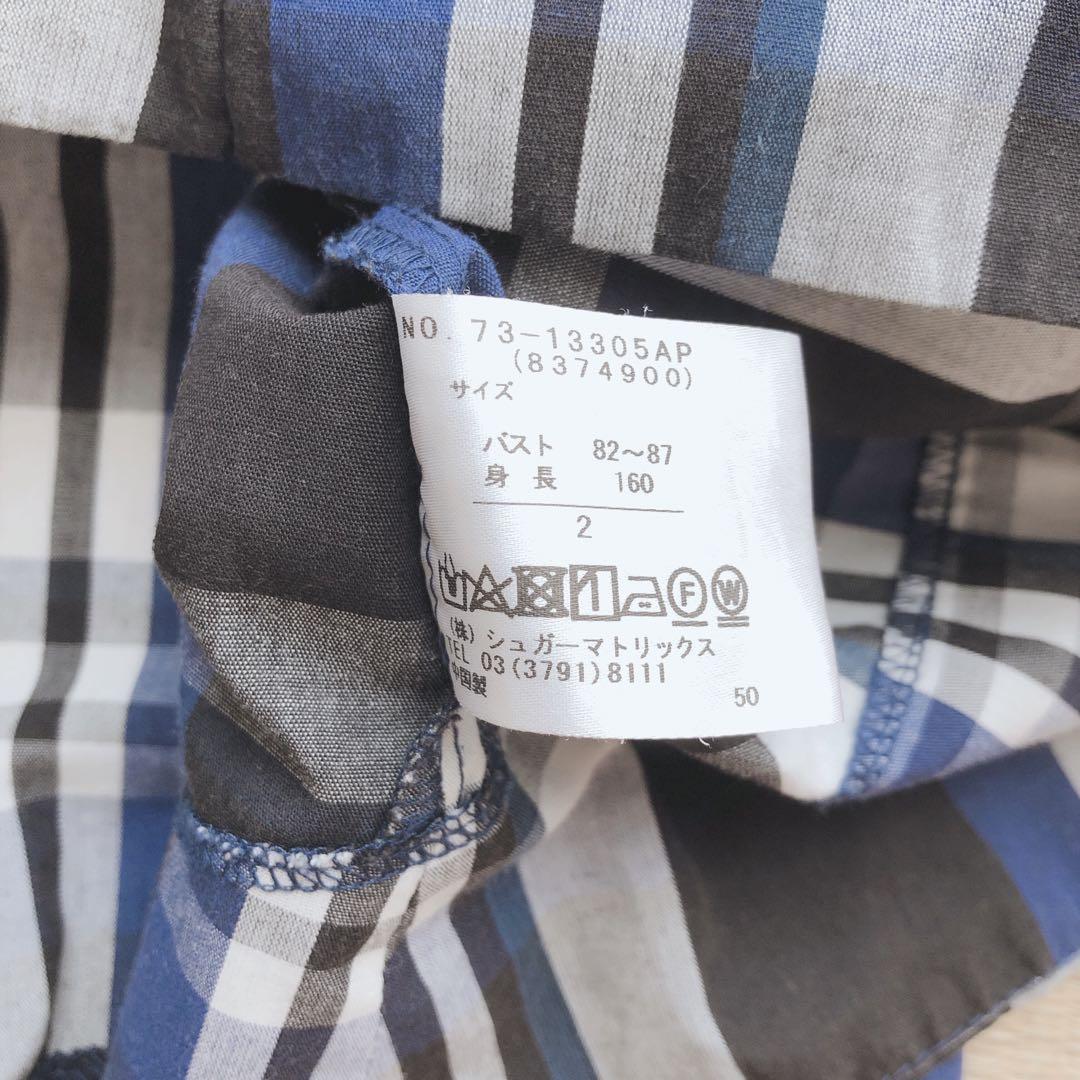 NO. 73-13305AP
(8374900)
サイズ
バスト 82～87
身長 160
2
F W
(株) シュガーマトリックス
TEL 03(3791)8111
中国製
50